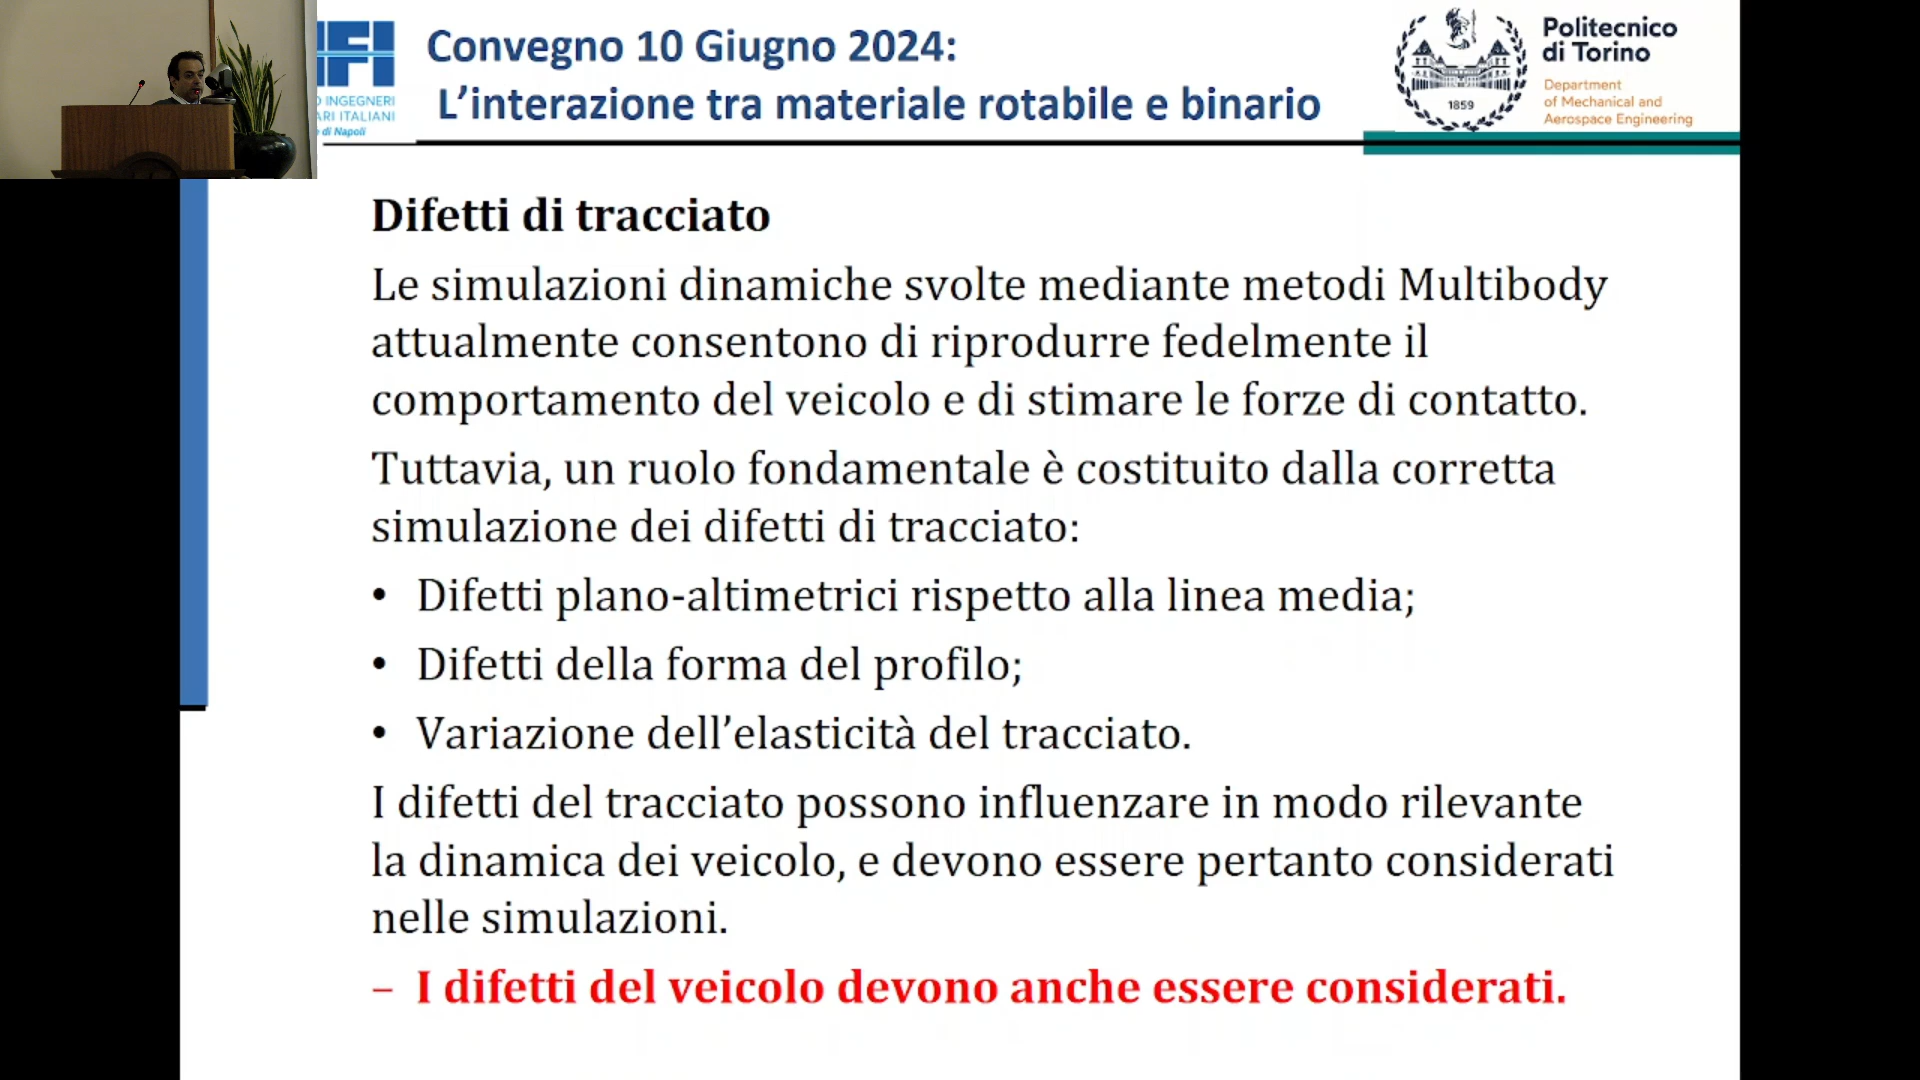 IFI
O INGEGNERI
ARI ITALIANI
di Napoli
Convegno 10 Giugno 2024:
L’interazione tra materiale rotabile e binario
1859
Politecnico
di Torino
Department
of Mechanical and
Aerospace Engineering
Difetti di tracciato
Le simulazioni dinamiche svolte mediante metodi Multibody
attualmente consentono di riprodurre fedelmente il
comportamento del veicolo e di stimare le forze di contatto.
Tuttavia, un ruolo fondamentale è costituito dalla corretta
simulazione dei difetti di tracciato:
• Difetti plano-altimetrici rispetto alla linea media;
• Difetti della forma del profilo;
• Variazione dell’elasticità del tracciato.
I difetti del tracciato possono influenzare in modo rilevante
la dinamica dei veicolo, e devono essere pertanto considerati
nelle simulazioni.
– I difetti del veicolo devono anche essere considerati.